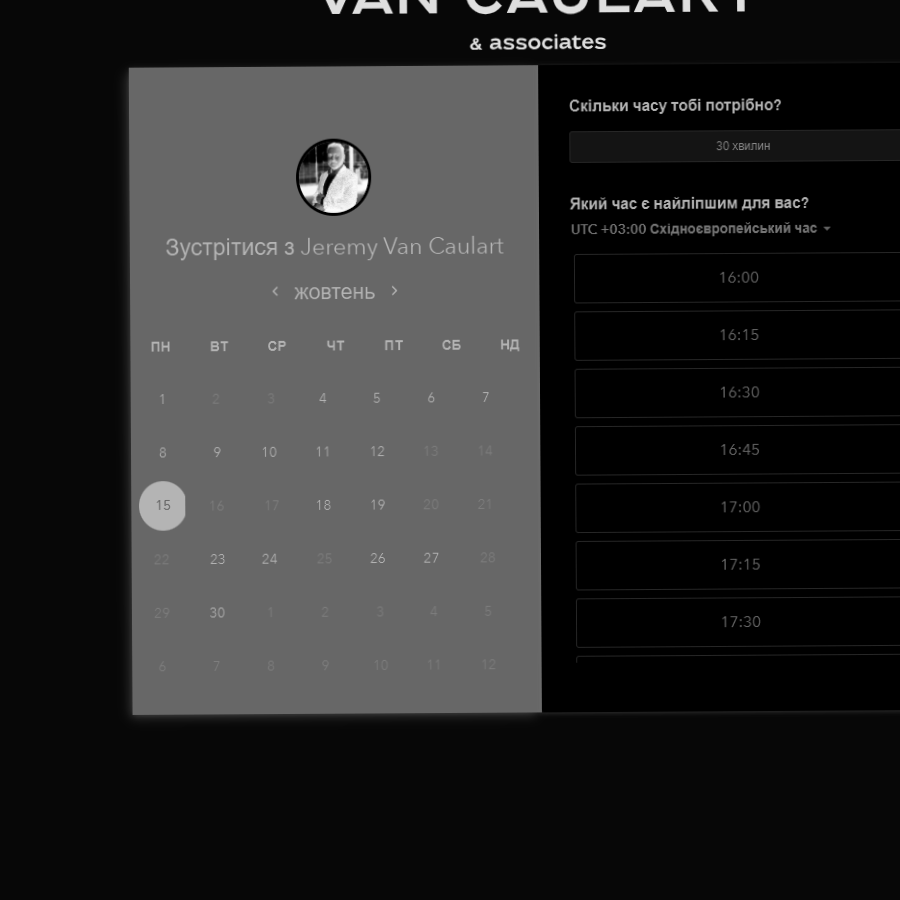 VAN CAULART
& associates
Зустрітися з Jeremy Van Caulart
жовтень
ПН ВТ СР ЧТ ПТ СБ НД
1 2 3 4 5 6 7
8 9 10 11 12 13 14
15 16 17 18 19 20 21
22 23 24 25 26 27 28
29 30 1 2 3 4 5
6 7 8 9 10 11 12
Скільки часу тобі потрібно?
30 хвилин
Який час є найліпшим для вас?
UTC +03:00 Східноєвропейський час
16:00
16:15
16:30
16:45
17:00
17:15
17:30